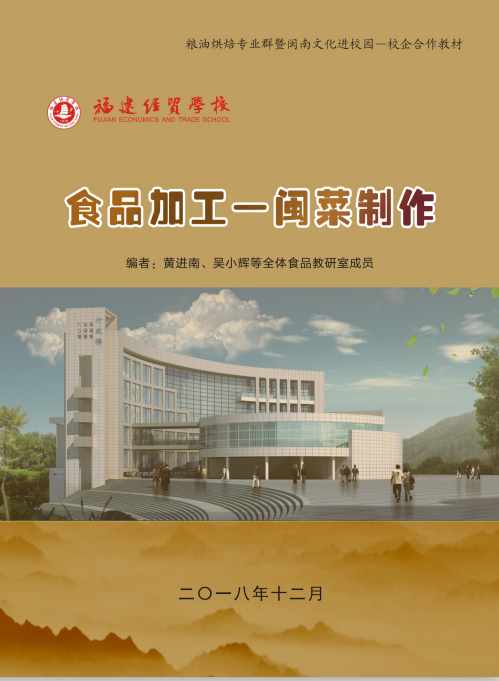 粮油烘焙专业群暨闽南文化进校园—校企合作教材
福建经贸学校
FUJIAN ECONOMICS AND TRADE SCHOOL
食品加工—闽菜制作
编者：黄进南、吴小辉等全体食品教研室成员
行政楼
二〇一八年十二月